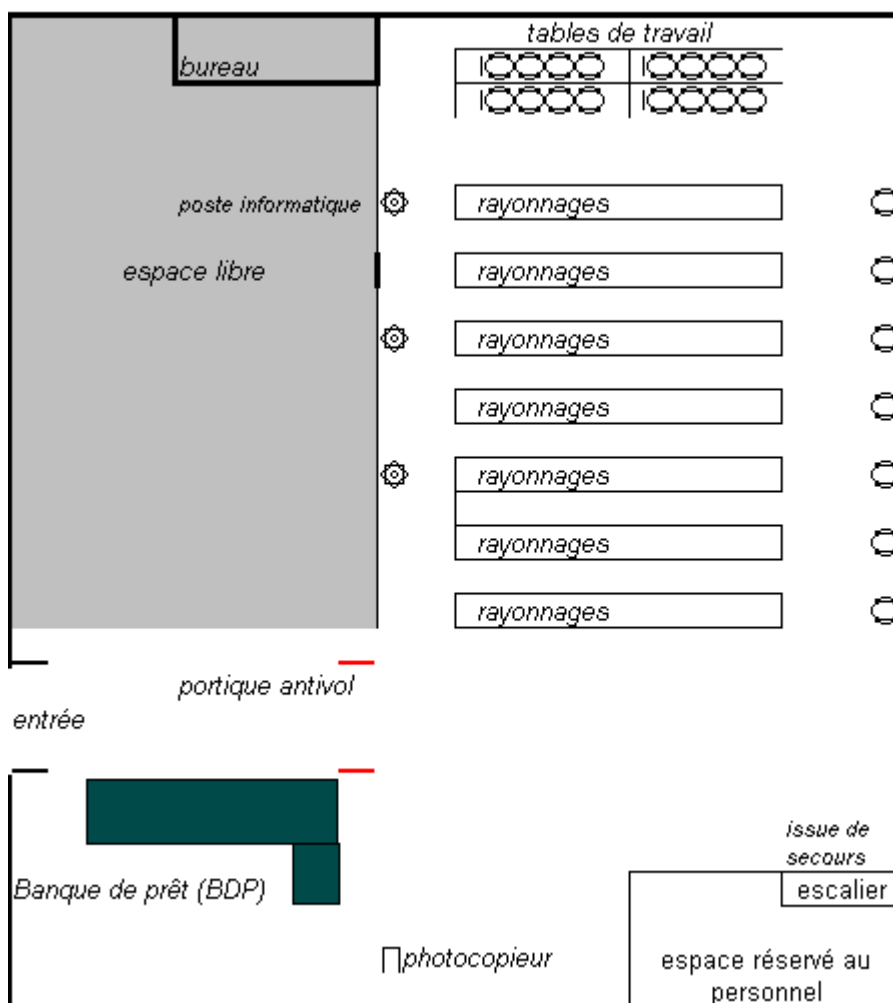 tables de travail
bureau
poste informatique
rayonnages
espace libre
rayonnages
rayonnages
rayonnages
rayonnages
rayonnages
rayonnages
portique antivol
entrée
issue de
secours
Banque de prêt (BDP)
escalier
photocopieur
espace réservé au
personnel